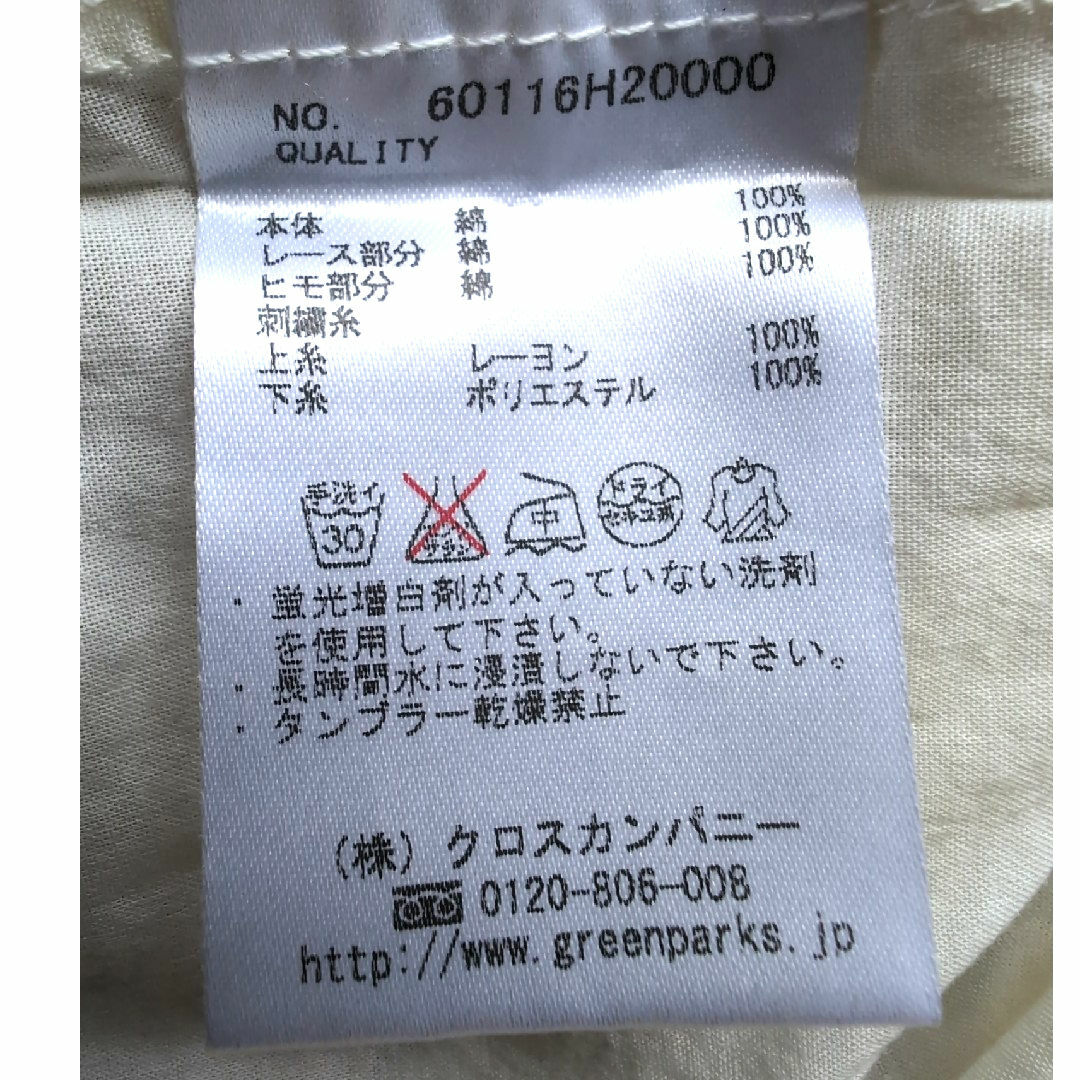 NO. 60116H20000
QUALITY
本体 綿 100%
レース部分 綿 100%
ヒモ部分 綿 100%
刺繍糸
上糸 レーヨン 100%
下糸 ポリエステル 100%
手洗イ
30
中
ドライ
・蛍光増白剤が入っていない洗剤
を使用して下さい。
・長時間水に浸漬しないで下さい。
・タンブラー乾燥禁止
(株)クロスカンパニー
0120-806-008
http://www.greenparks.jp